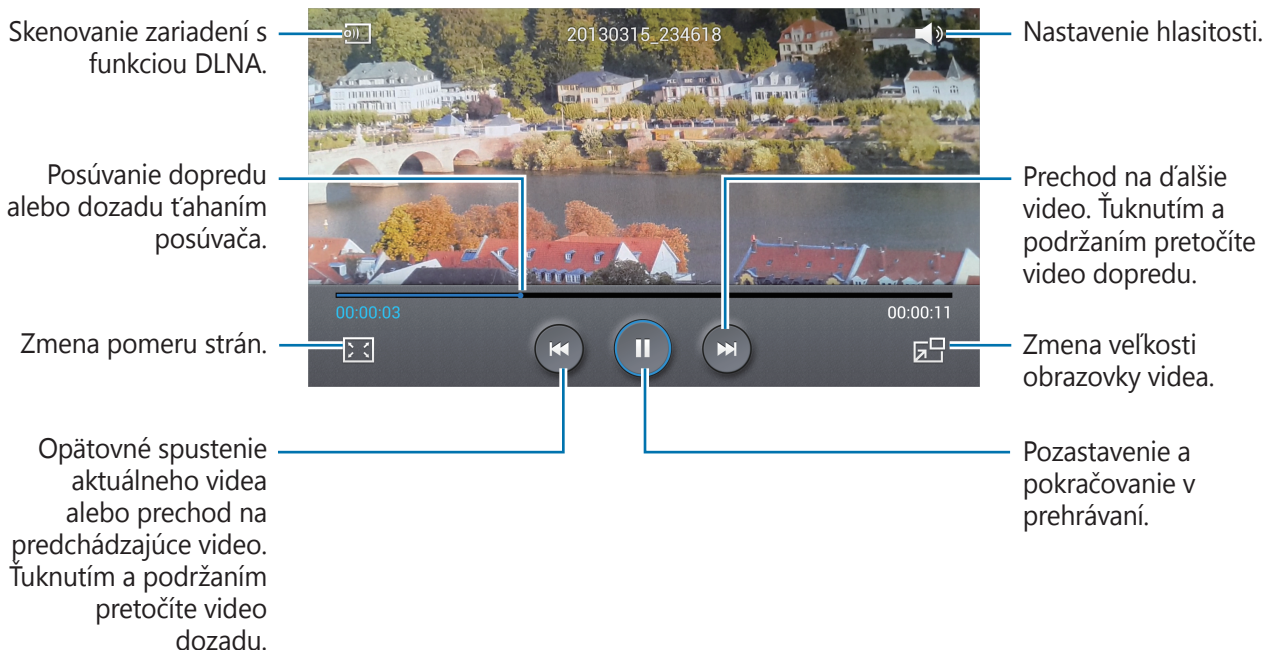 Skenovanie zariadení s
funkciou DLNA.
20130315_234618
Nastavenie hlasitosti.
Posúvanie dopredu
alebo dozadu ťahaním
posúvača.
Prechod na ďalšie
video. Ťuknutím a
podržaním pretočíte
video dopredu.
00:00:03
00:00:11
Zmena pomeru strán.
Zmena veľkosti
obrazovky videa.
Opätovné spustenie
aktuálneho videa
alebo prechod na
predchádzajúce video.
Ťuknutím a podržaním
pretočíte video
dozadu.
Pozastavenie a
pokračovanie v
prehrávaní.